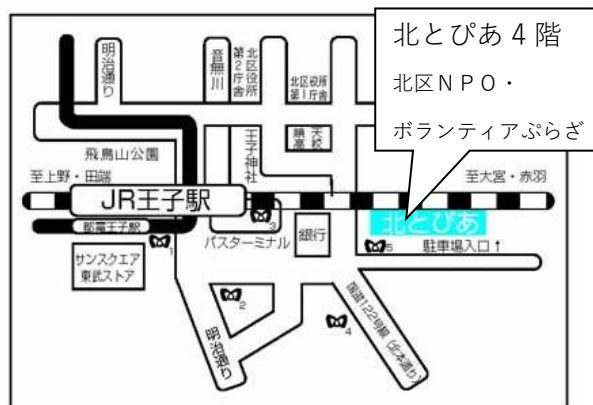 北とぴあ 4 階
北区NPO・
ボランティアぷらざ
明治通り
音無川
北区役所
第2庁舎
北区役所
第1庁舎
順天
高校
王子神社
飛鳥山公園
至上野・田端
至大宮・赤羽
JR王子駅
都電王子駅
3
バスターミナル
銀行
北とぴあ
1
5
駐車場入口↑
サンスクエア
東武ストア
2
4
明治通り
国道122号線(北本通り)